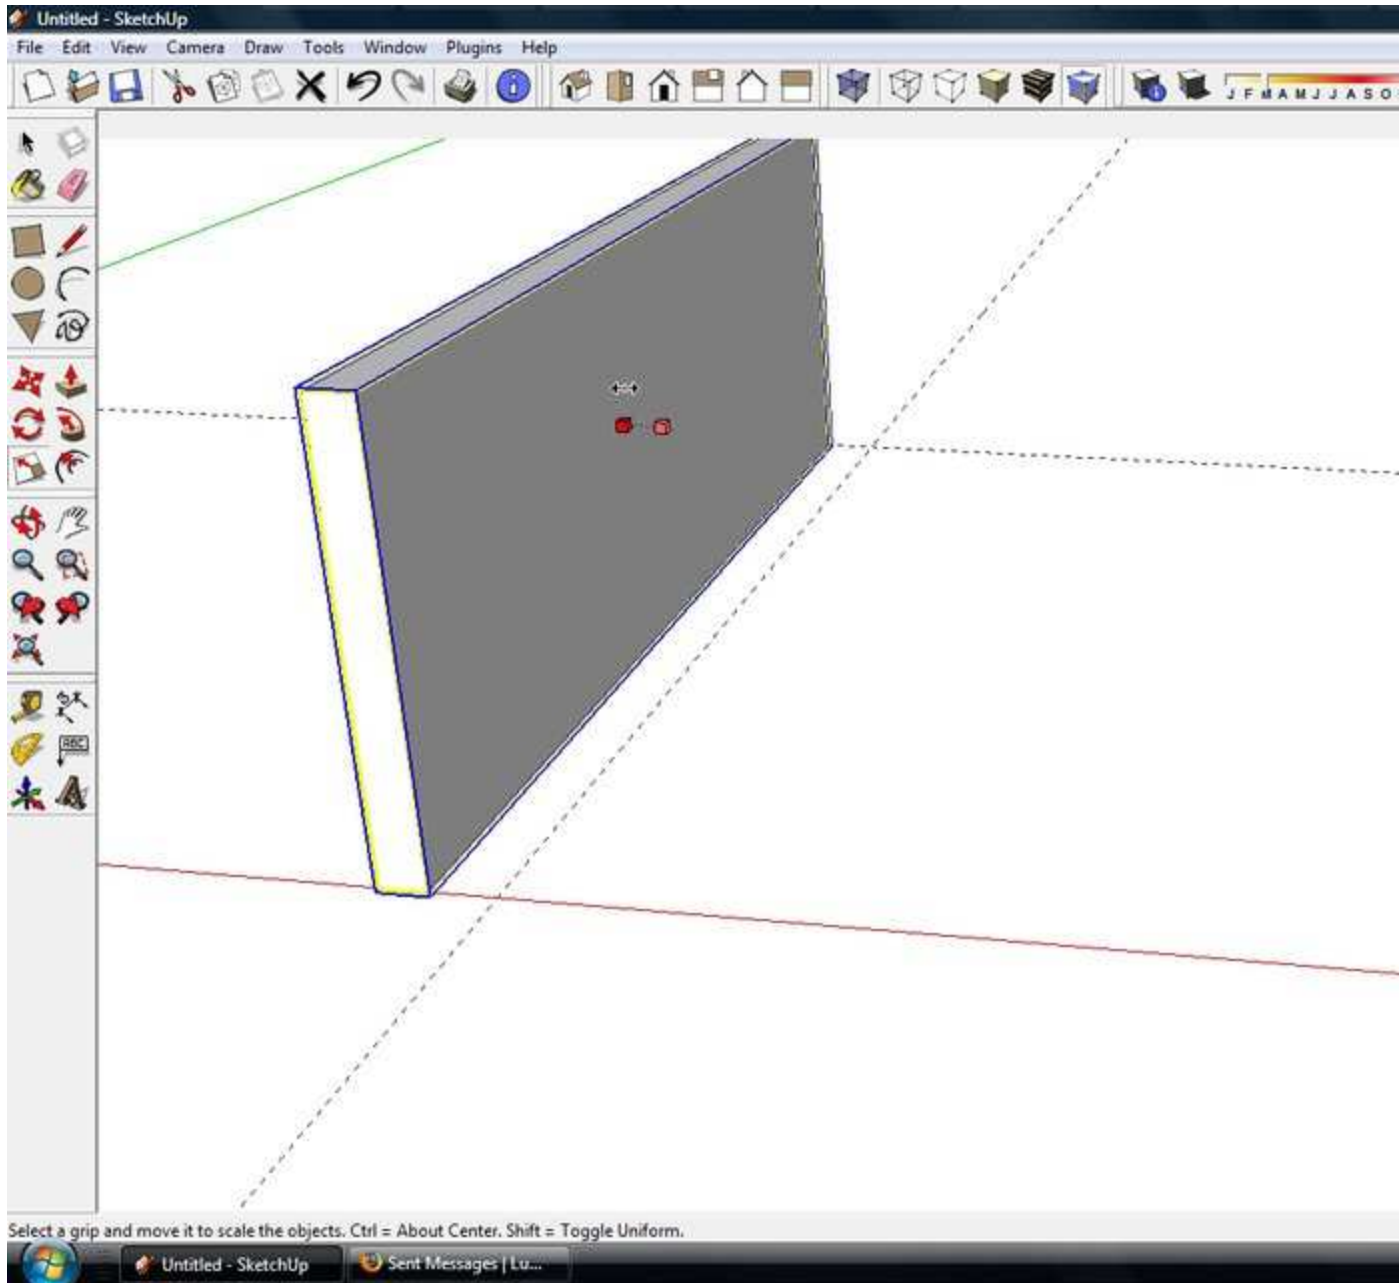 Untitled - SketchUp
File Edit View Camera Draw Tools Window Plugins Help
J F M A M J J A S O
ABC
Select a grip and move it to scale the objects. Ctrl = About Center. Shift = Toggle Uniform.
Untitled - SketchUp Sent Messages | Lu...